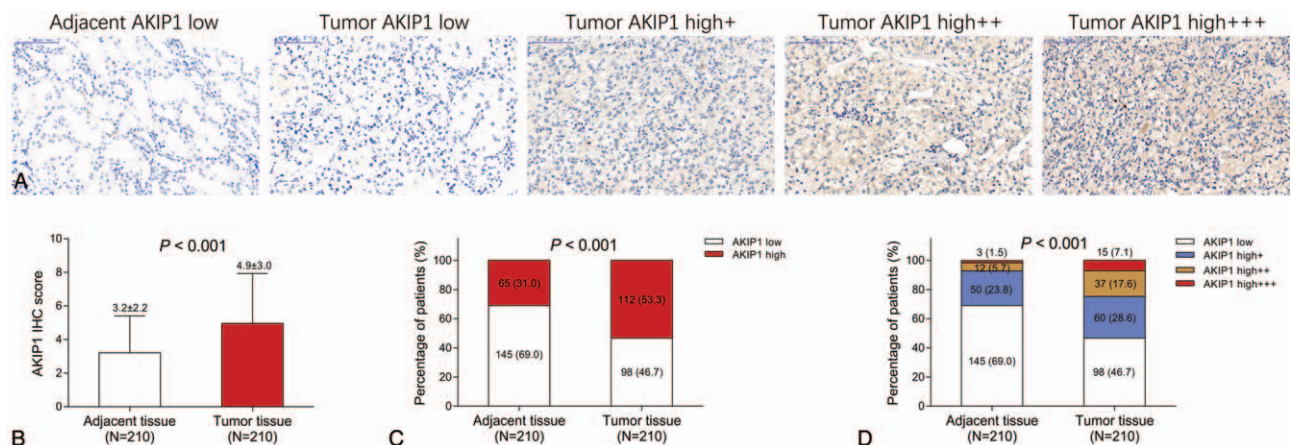 Adjacent AKIP1 low
Tumor AKIP1 low
Tumor AKIP1 high+
Tumor AKIP1 high++
Tumor AKIP1 high+++
A
AKIP1 IHC score
10
8
6
4
2
0
P < 0.001
3.2±2.2
4.9±3.0
Adjacent tissue
(N=210)
Tumor tissue
(N=210)
B
Percentage of patients (%)
100
80
60
40
20
0
P < 0.001
AKIP1 low
AKIP1 high
65 (31.0)
112 (53.3)
145 (69.0)
98 (46.7)
Adjacent tissue
(N=210)
Tumor tissue
(N=210)
C
Percentage of patients (%)
100
80
60
40
20
0
P < 0.001
3 (1.5)
15 (7.1)
12 (5.7)
37 (17.6)
50 (23.8)
60 (28.6)
145 (69.0)
98 (46.7)
AKIP1 low
AKIP1 high+
AKIP1 high++
AKIP1 high+++
Adjacent tissue
(N=210)
Tumor tissue
(N=210)
D